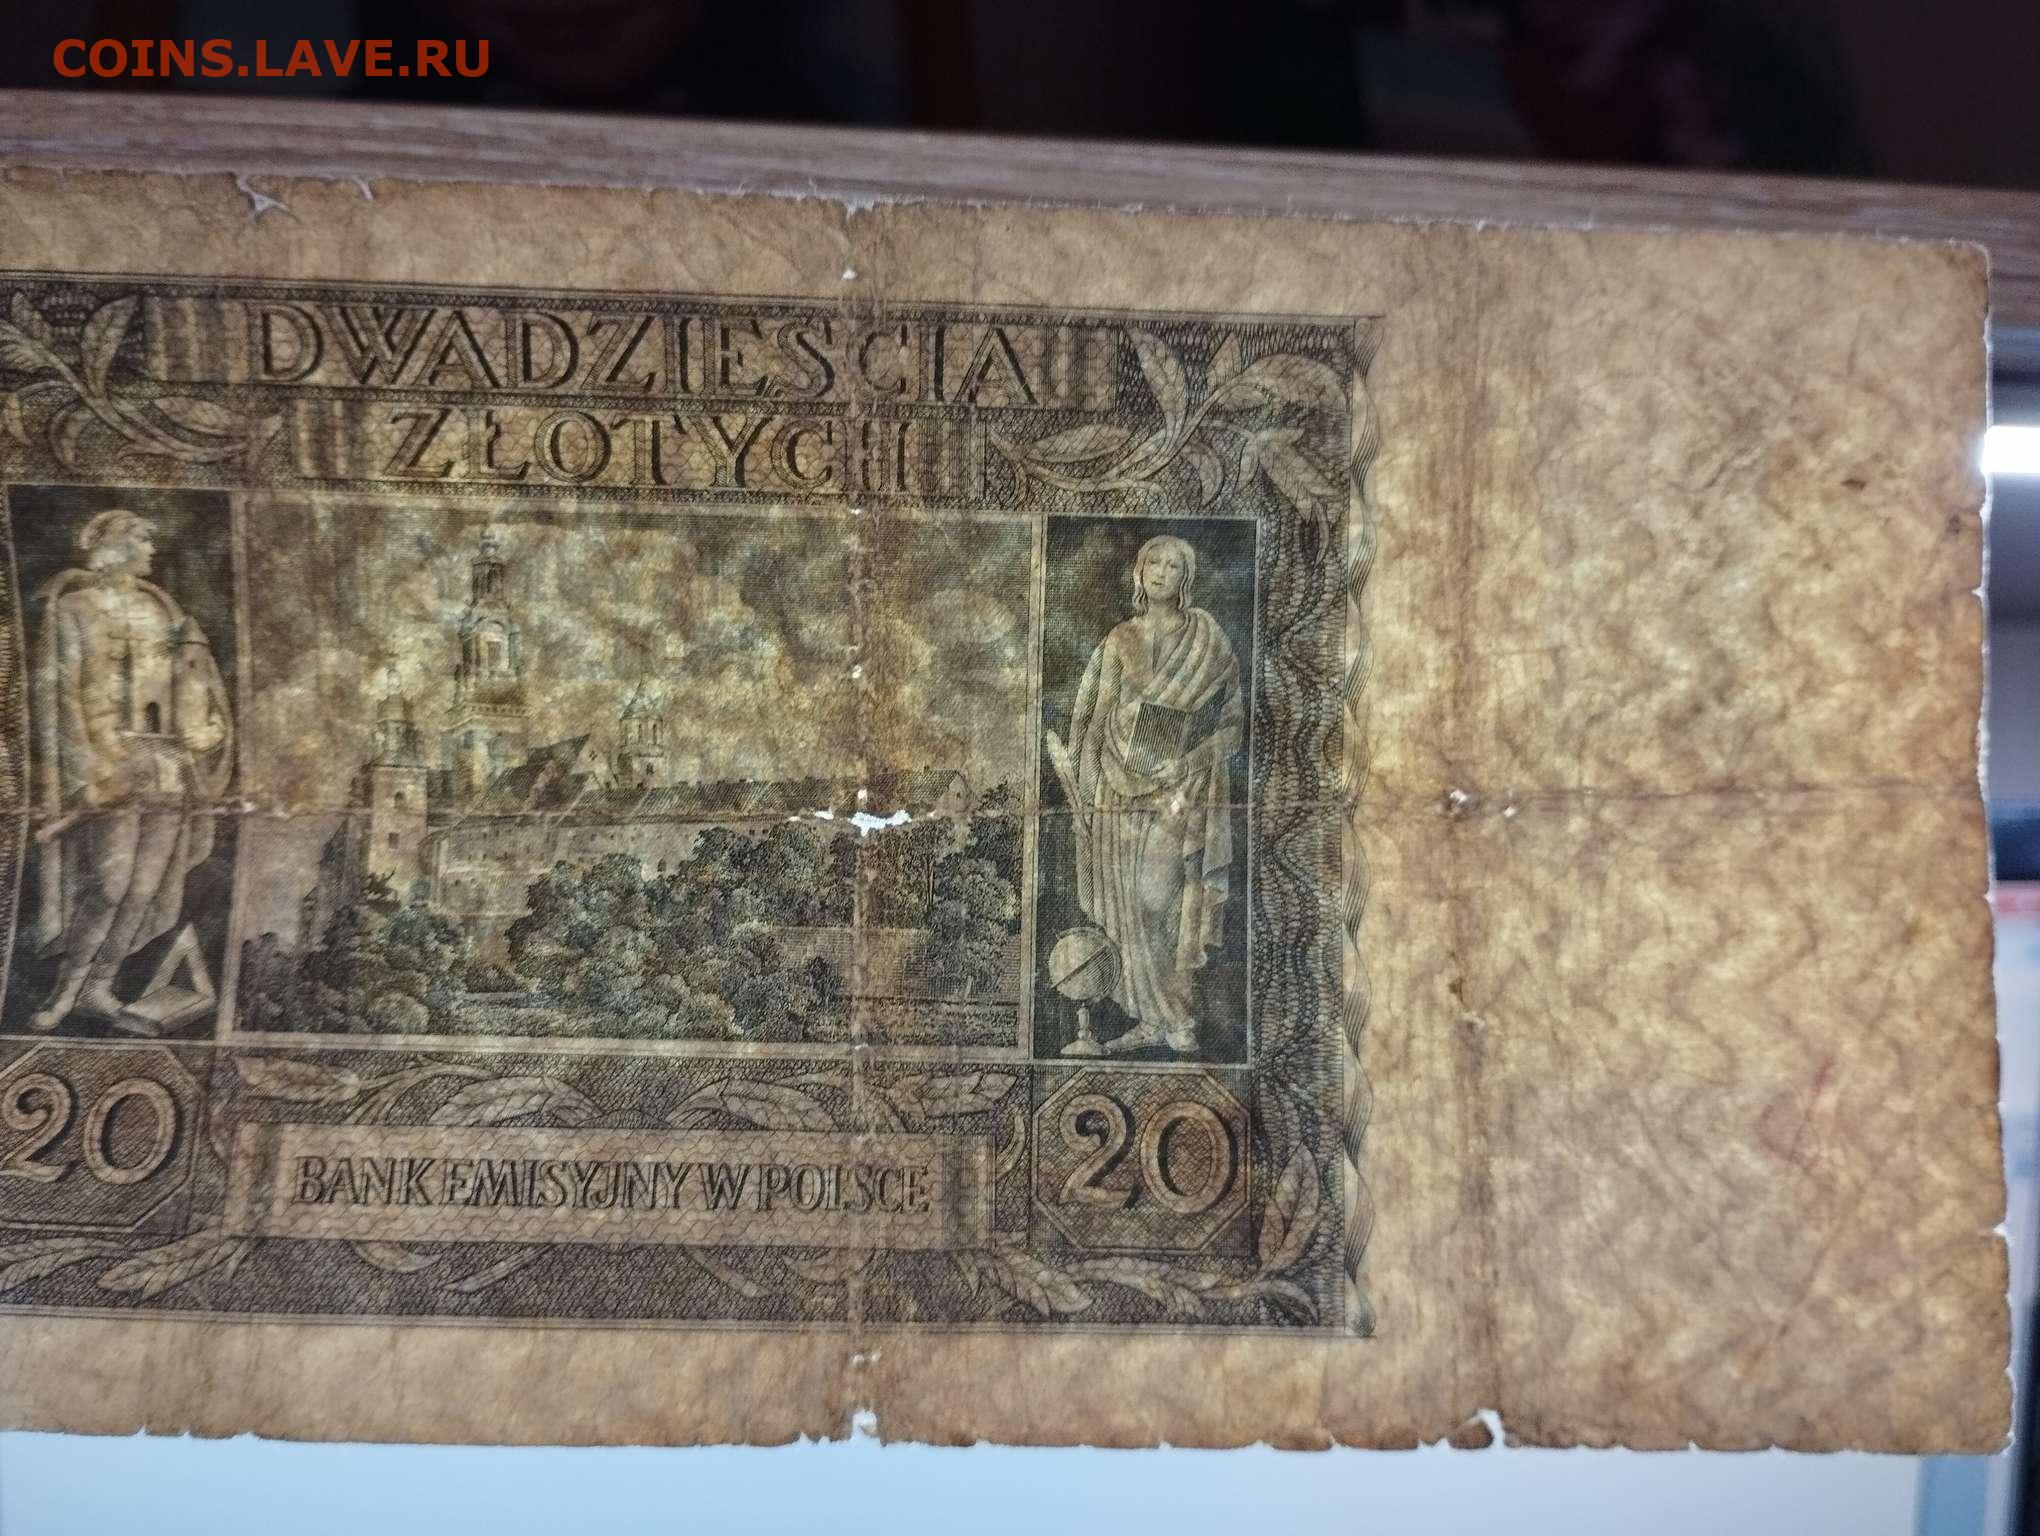 COINS.LAVE.RU
DWADZIEŚCIA
ZŁOTYCH
20
20
BANK EMISYJNY W POLSCE